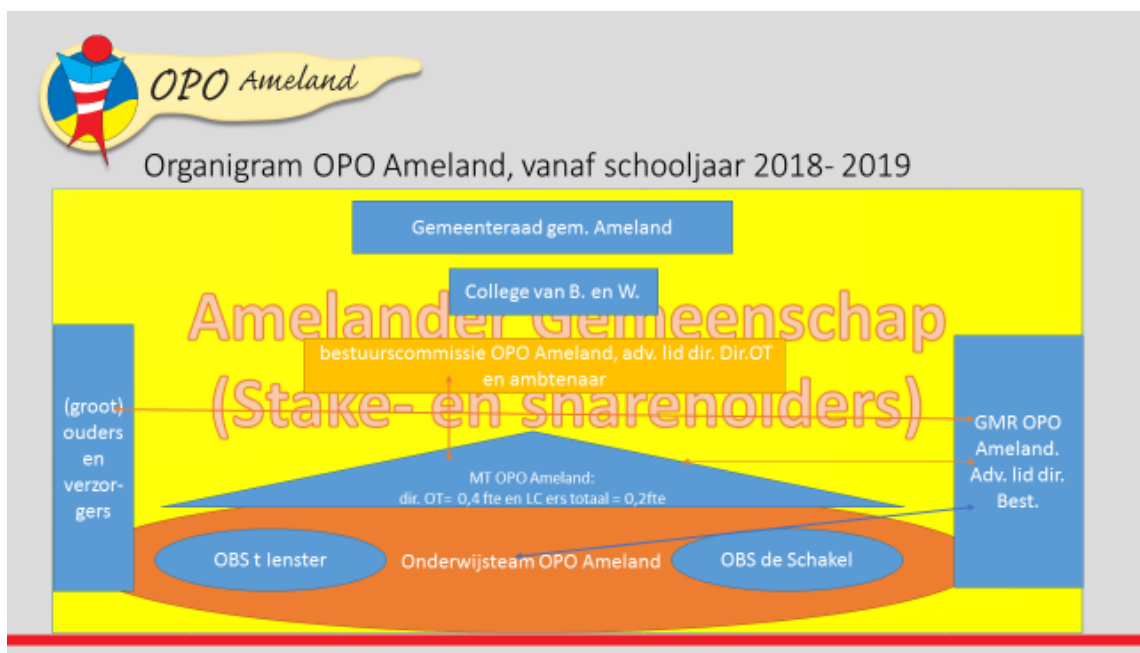 OPO Ameland
Organigram OPO Ameland, vanaf schooljaar 2018- 2019
Gemeenteraad gem. Ameland
College van B. en W.
Amelander Gemeenschap
bestuurscommissie OPO Ameland, adv. lid dir. Dir.OT
en ambtenaar
(Stake- en shareholders)
(groot)
ouders
en
verzor-
gers
GMR OPO
Ameland.
Adv. lid dir.
Best.
MT OPO Ameland:
dir. OT= 0,4 fte en LC ers totaal = 0,2fte
OBS t Ienster
Onderwijsteam OPO Ameland
OBS de Schakel